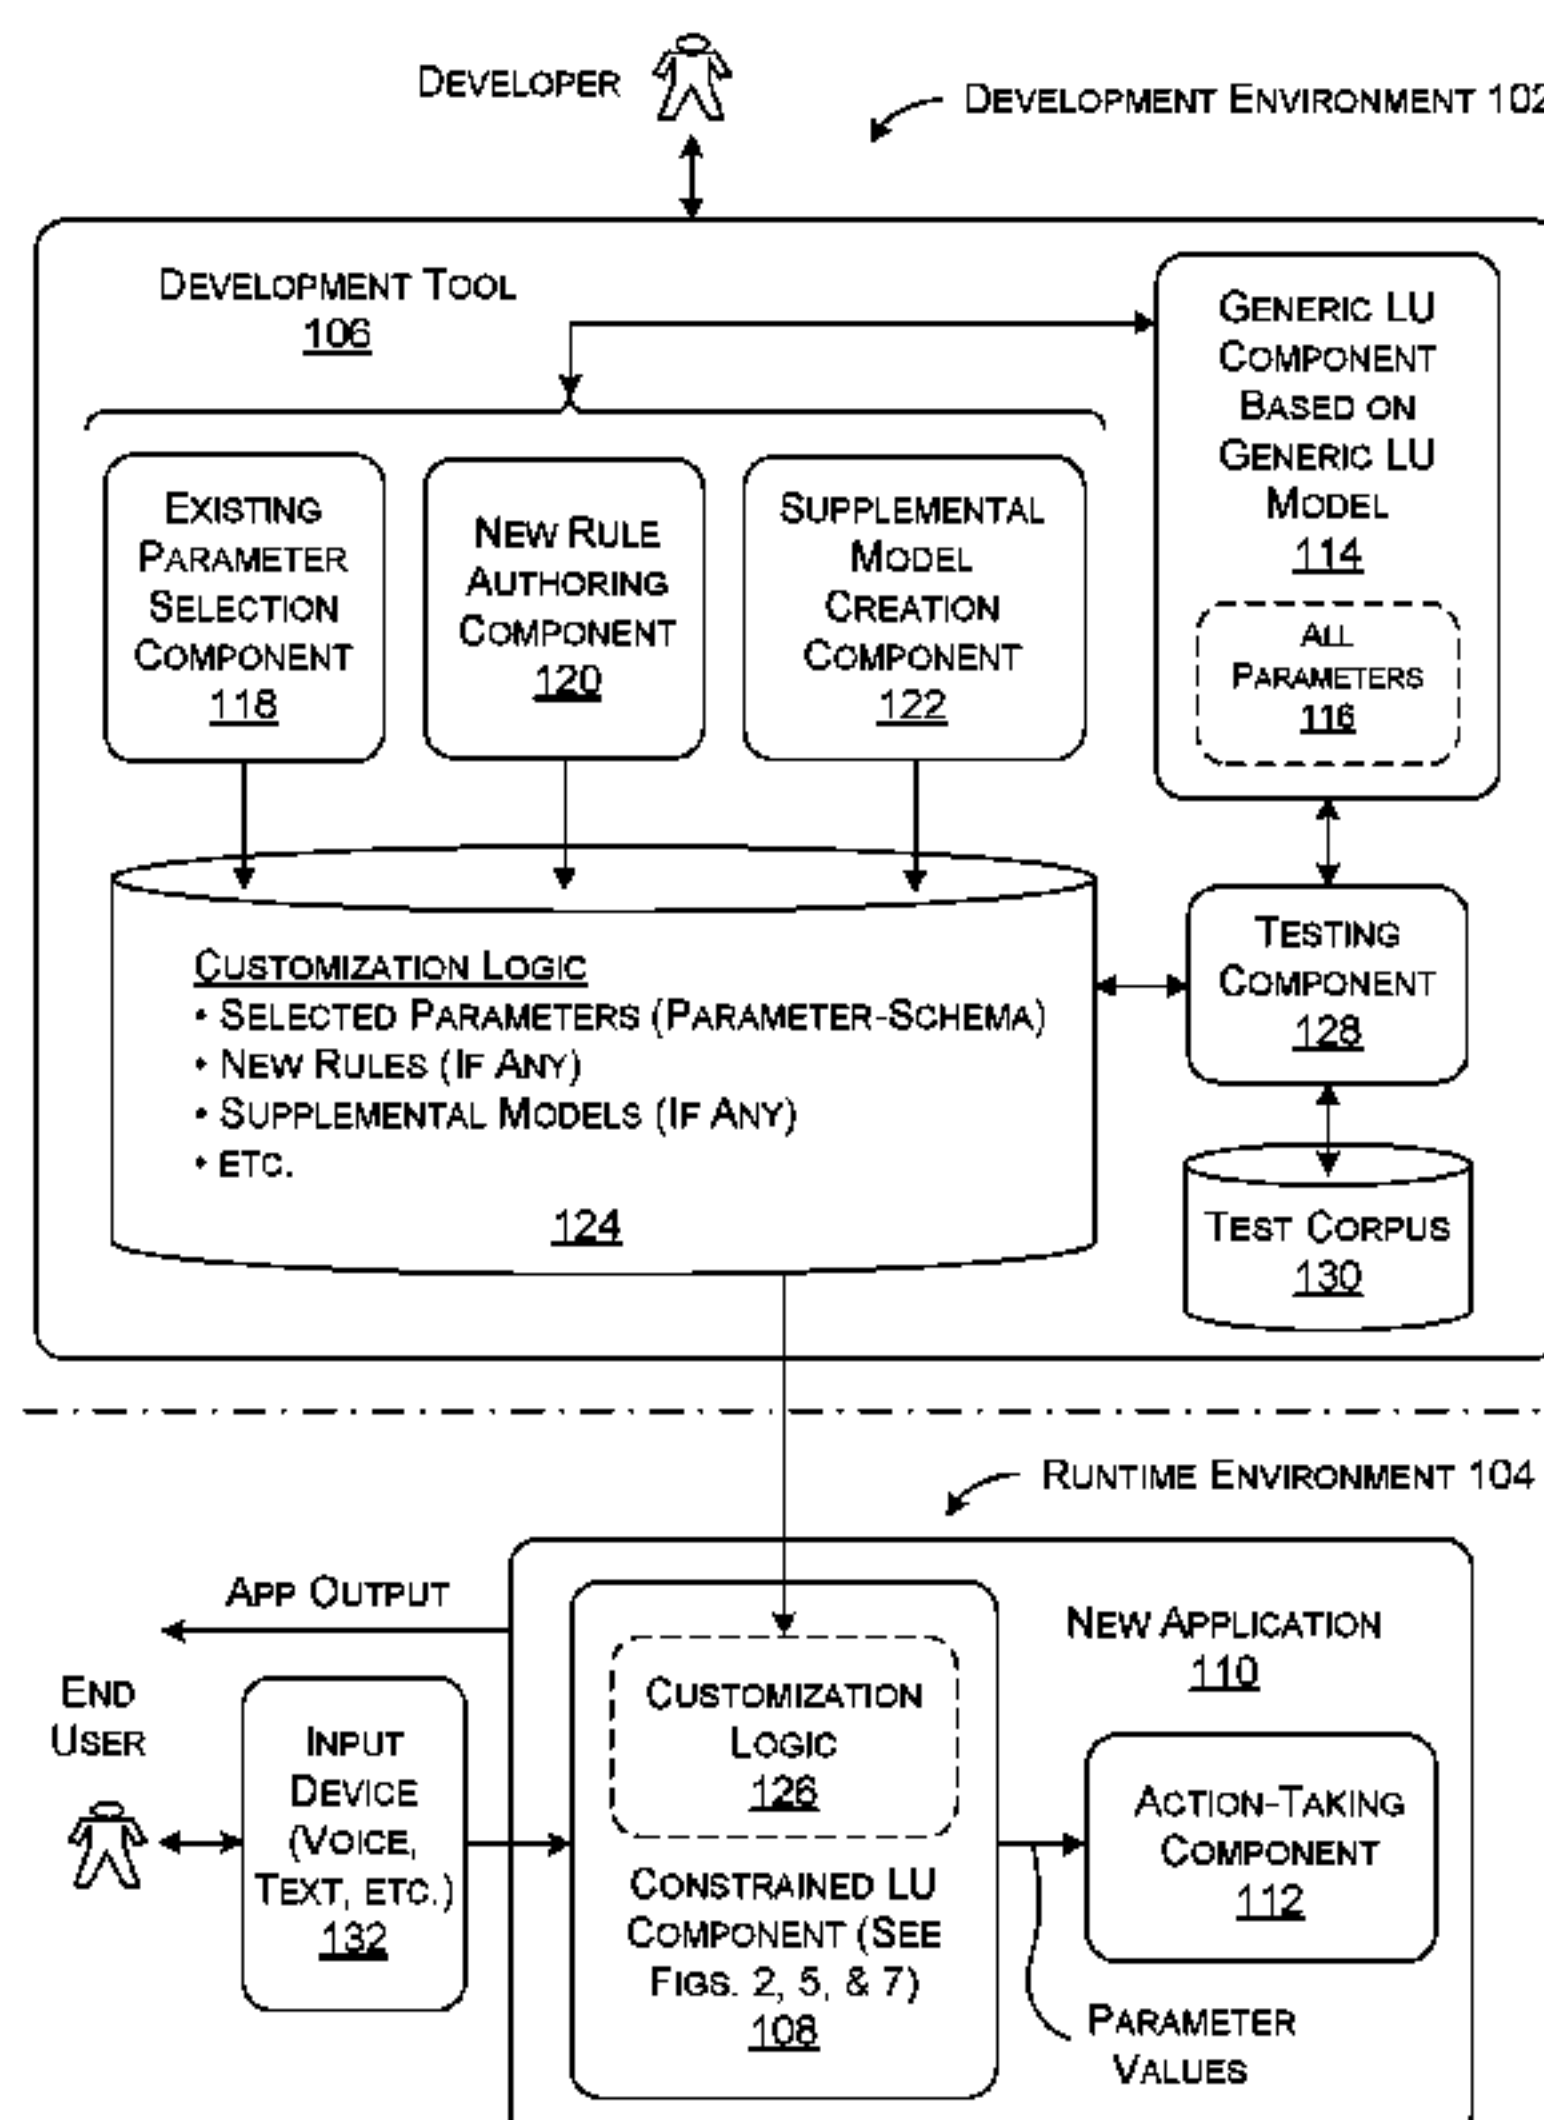 DEVELOPER
DEVELOPMENT ENVIRONMENT 102
DEVELOPMENT TOOL
106
GENERIC LU
COMPONENT
BASED ON
GENERIC LU
MODEL
114
ALL
PARAMETERS
116
EXISTING
PARAMETER
SELECTION
COMPONENT
118
NEW RULE
AUTHORING
COMPONENT
120
SUPPLEMENTAL
MODEL
CREATION
COMPONENT
122
CUSTOMIZATION LOGIC
• SELECTED PARAMETERS (PARAMETER-SCHEMA)
• NEW RULES (IF ANY)
• SUPPLEMENTAL MODELS (IF ANY)
• ETC.
124
TESTING
COMPONENT
128
TEST CORPUS
130
RUNTIME ENVIRONMENT 104
APP OUTPUT
END
USER
INPUT
DEVICE
(VOICE,
TEXT, ETC.)
132
CUSTOMIZATION
LOGIC
126
CONSTRAINED LU
COMPONENT (SEE
FIGS. 2, 5, & 7)
108
NEW APPLICATION
110
ACTION-TAKING
COMPONENT
112
PARAMETER
VALUES